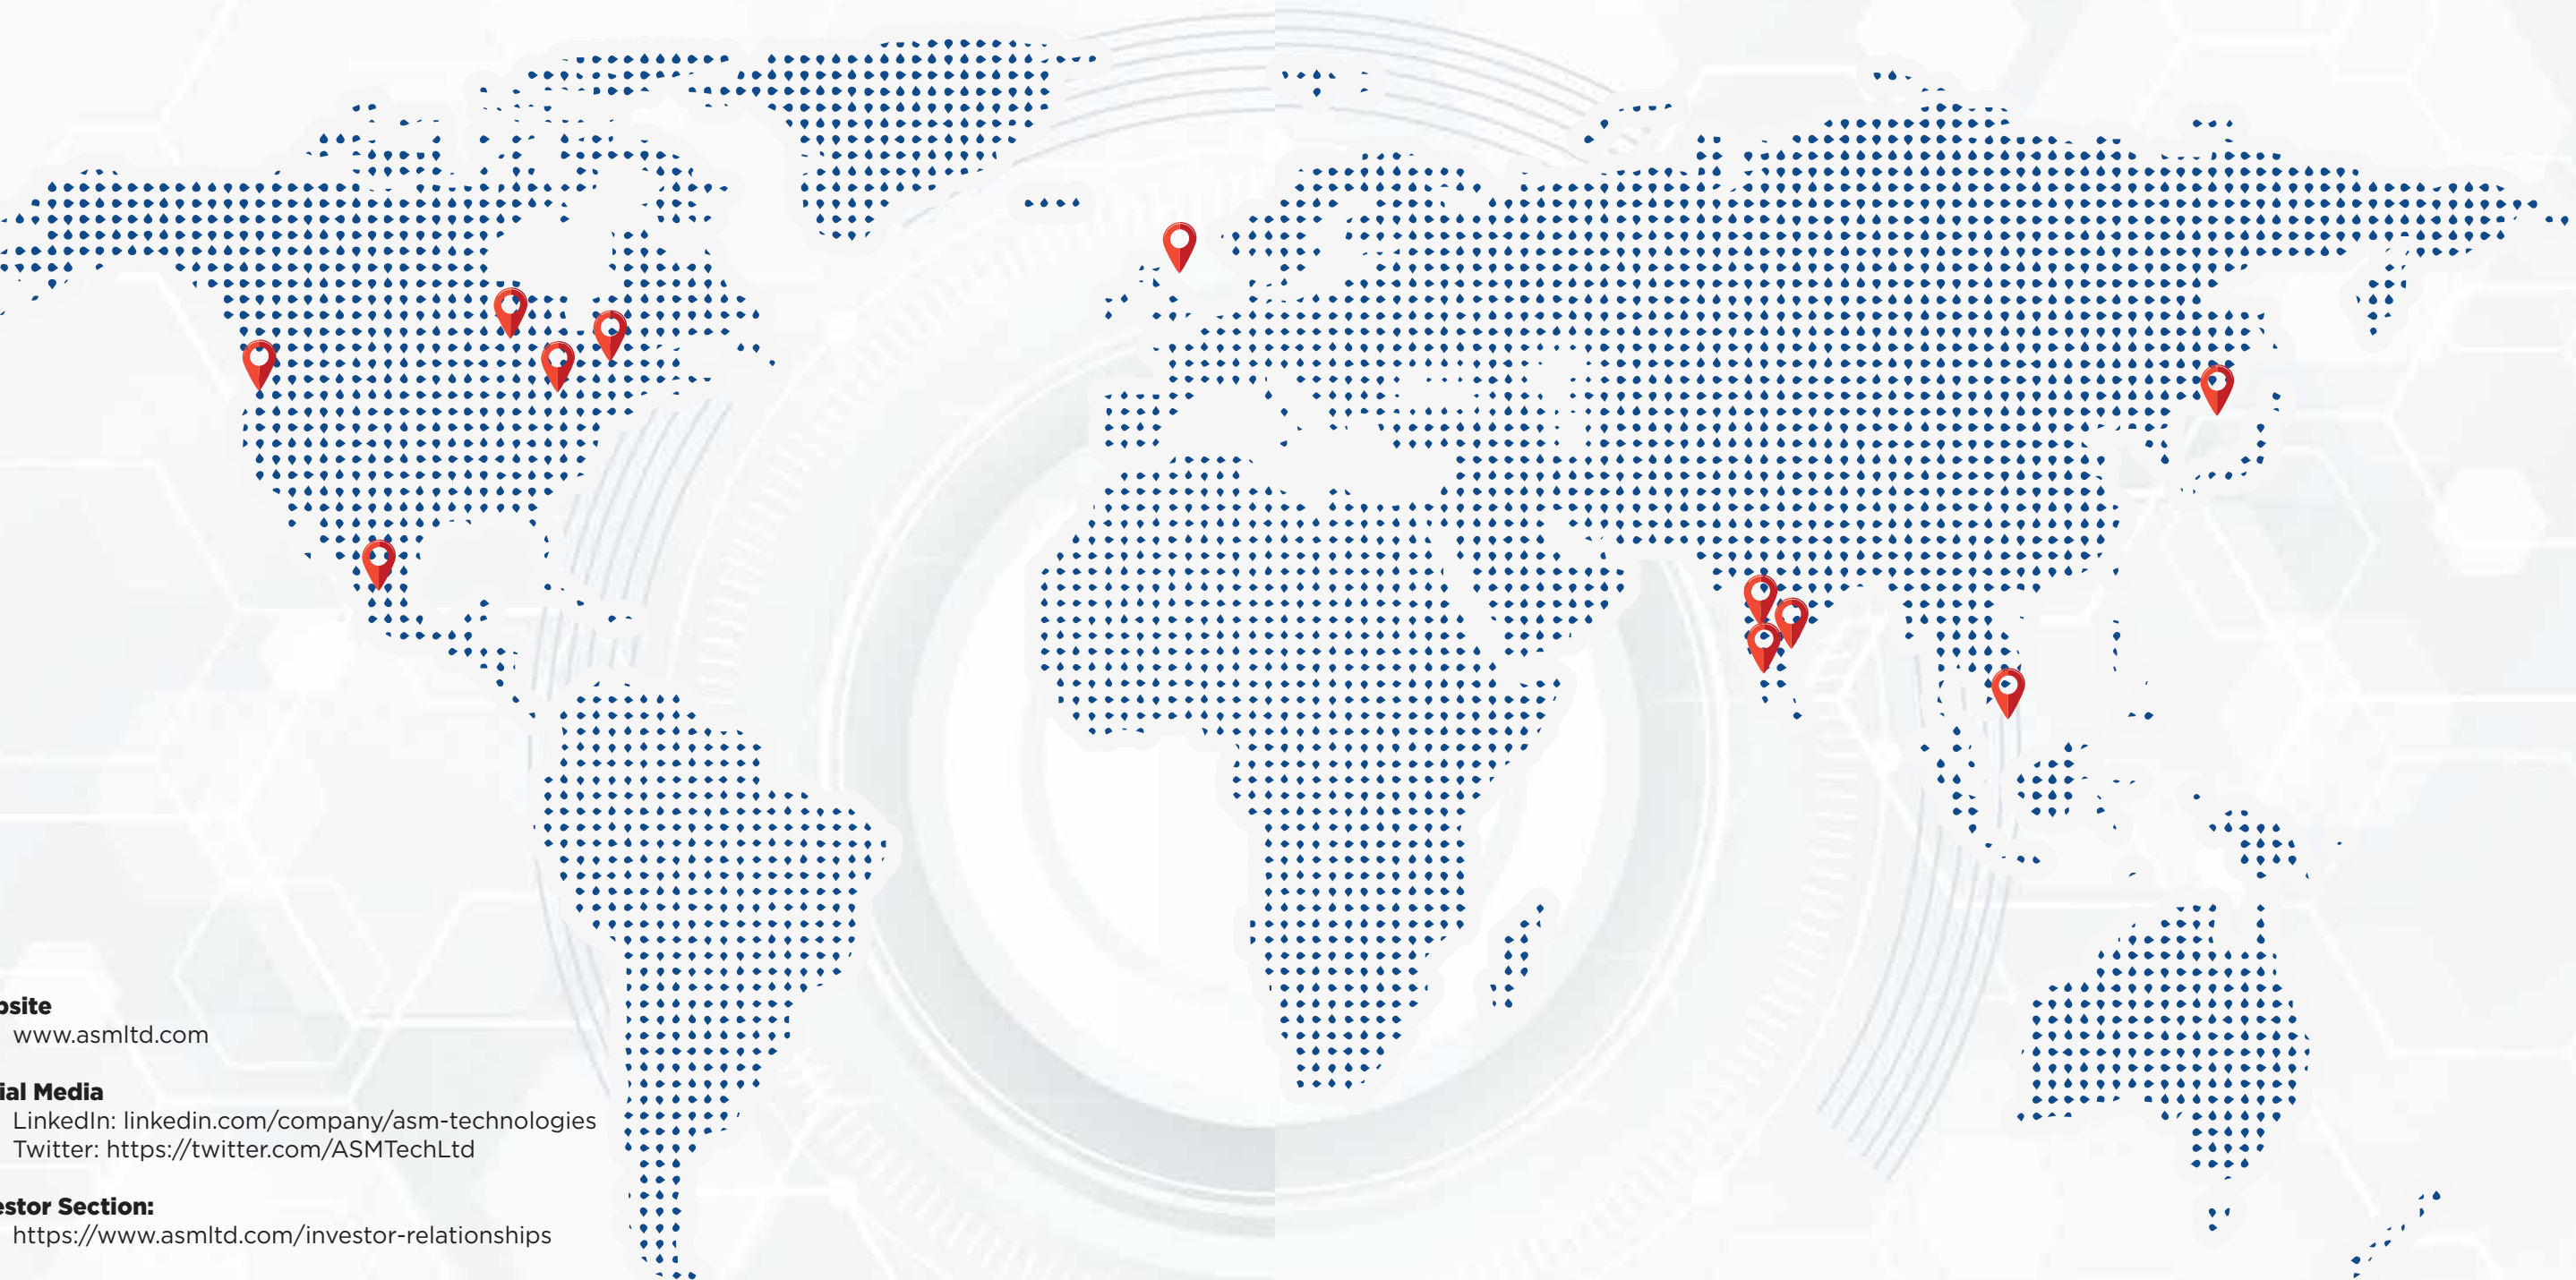 bsite
www.asmltd.com
ial Media
LinkedIn: linkedin.com/company/asm-technologies
Twitter: https://twitter.com/ASMTechLtd
estor Section:
https://www.asmltd.com/investor-relationships